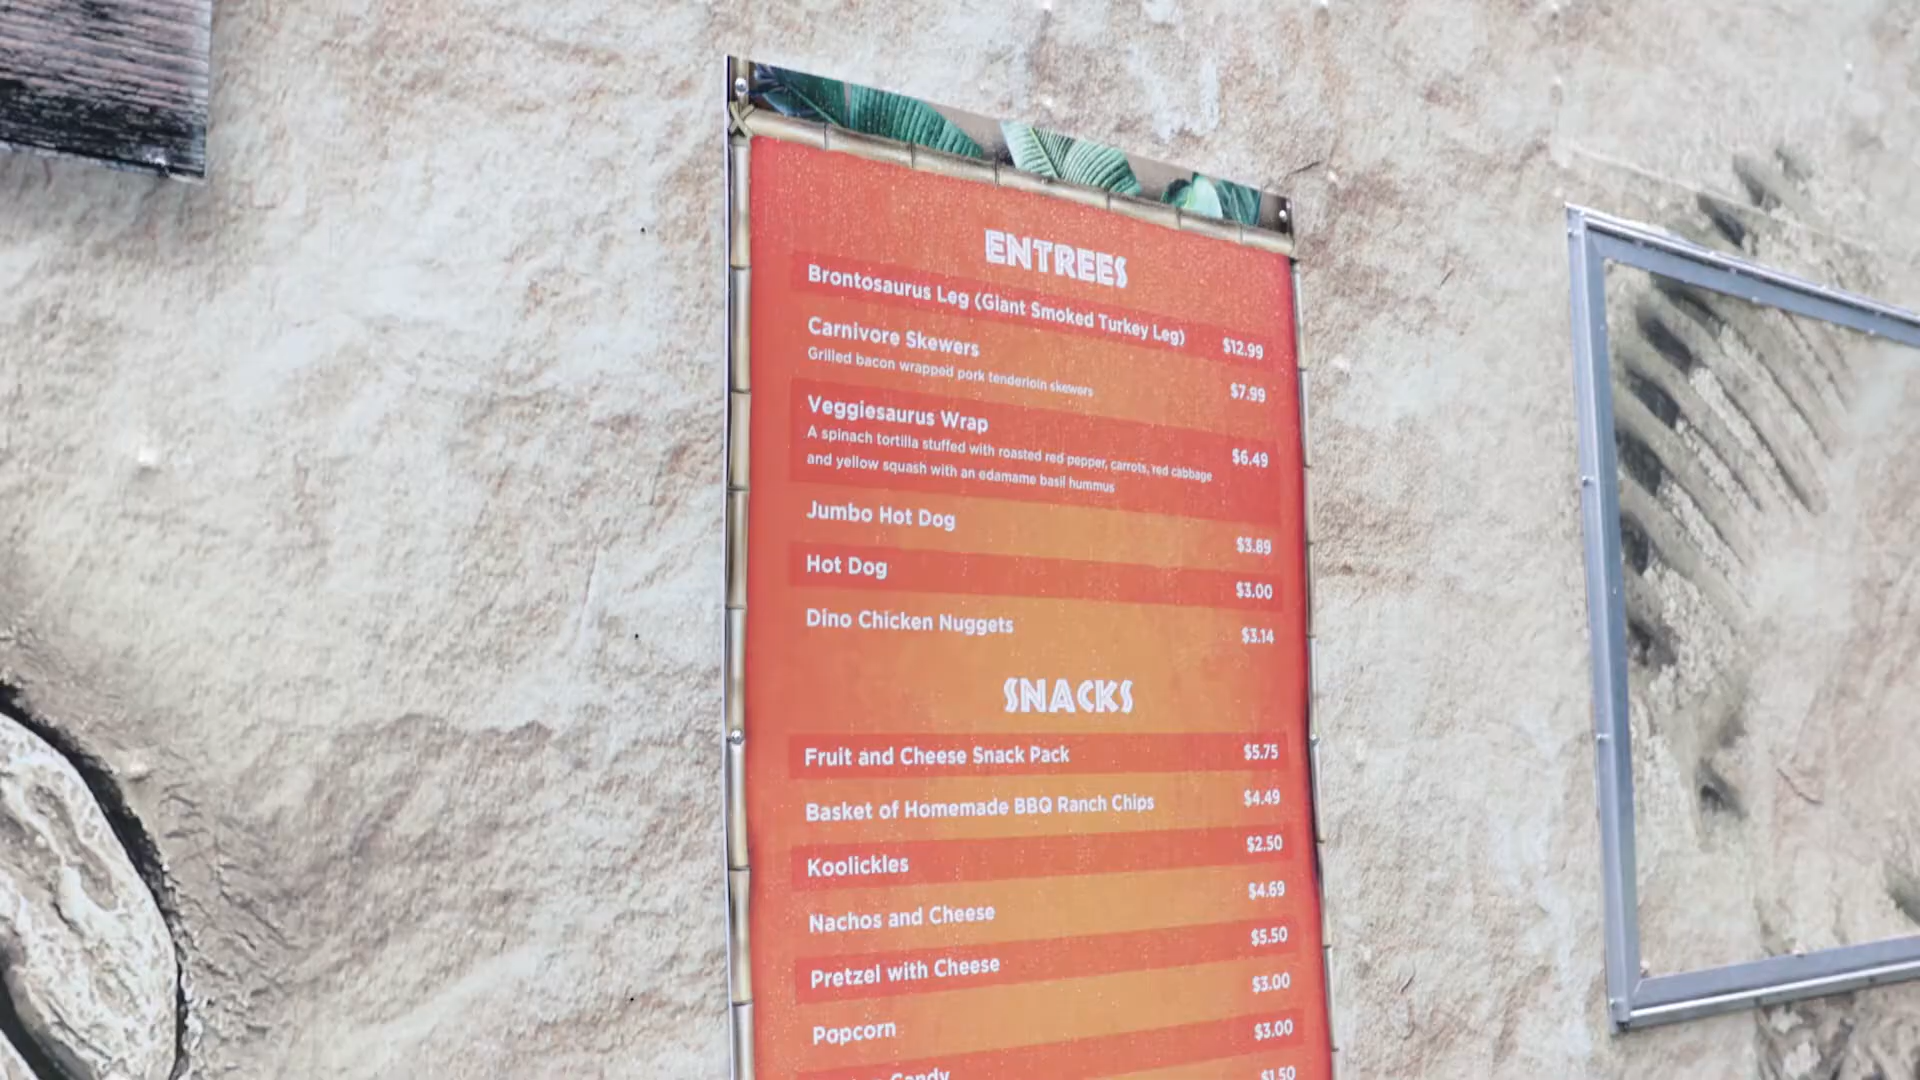 ENTREES
Brontosaurus Leg (Giant Smoked Turkey Leg) $12.99
Carnivore Skewers $7.99
Grilled bacon wrapped pork tenderloin skewers
Veggiesaurus Wrap $6.49
A spinach tortilla stuffed with roasted red pepper, carrots, red cabbage
and yellow squash with an edamame basil hummus
Jumbo Hot Dog $3.89
Hot Dog $3.00
Dino Chicken Nuggets $3.14
SNACKS
Fruit and Cheese Snack Pack $5.75
Basket of Homemade BBQ Ranch Chips $4.49
Koolickles $2.50
Nachos and Cheese $4.69
Pretzel with Cheese $5.50
Popcorn $3.00
Candy $3.00
$1.50